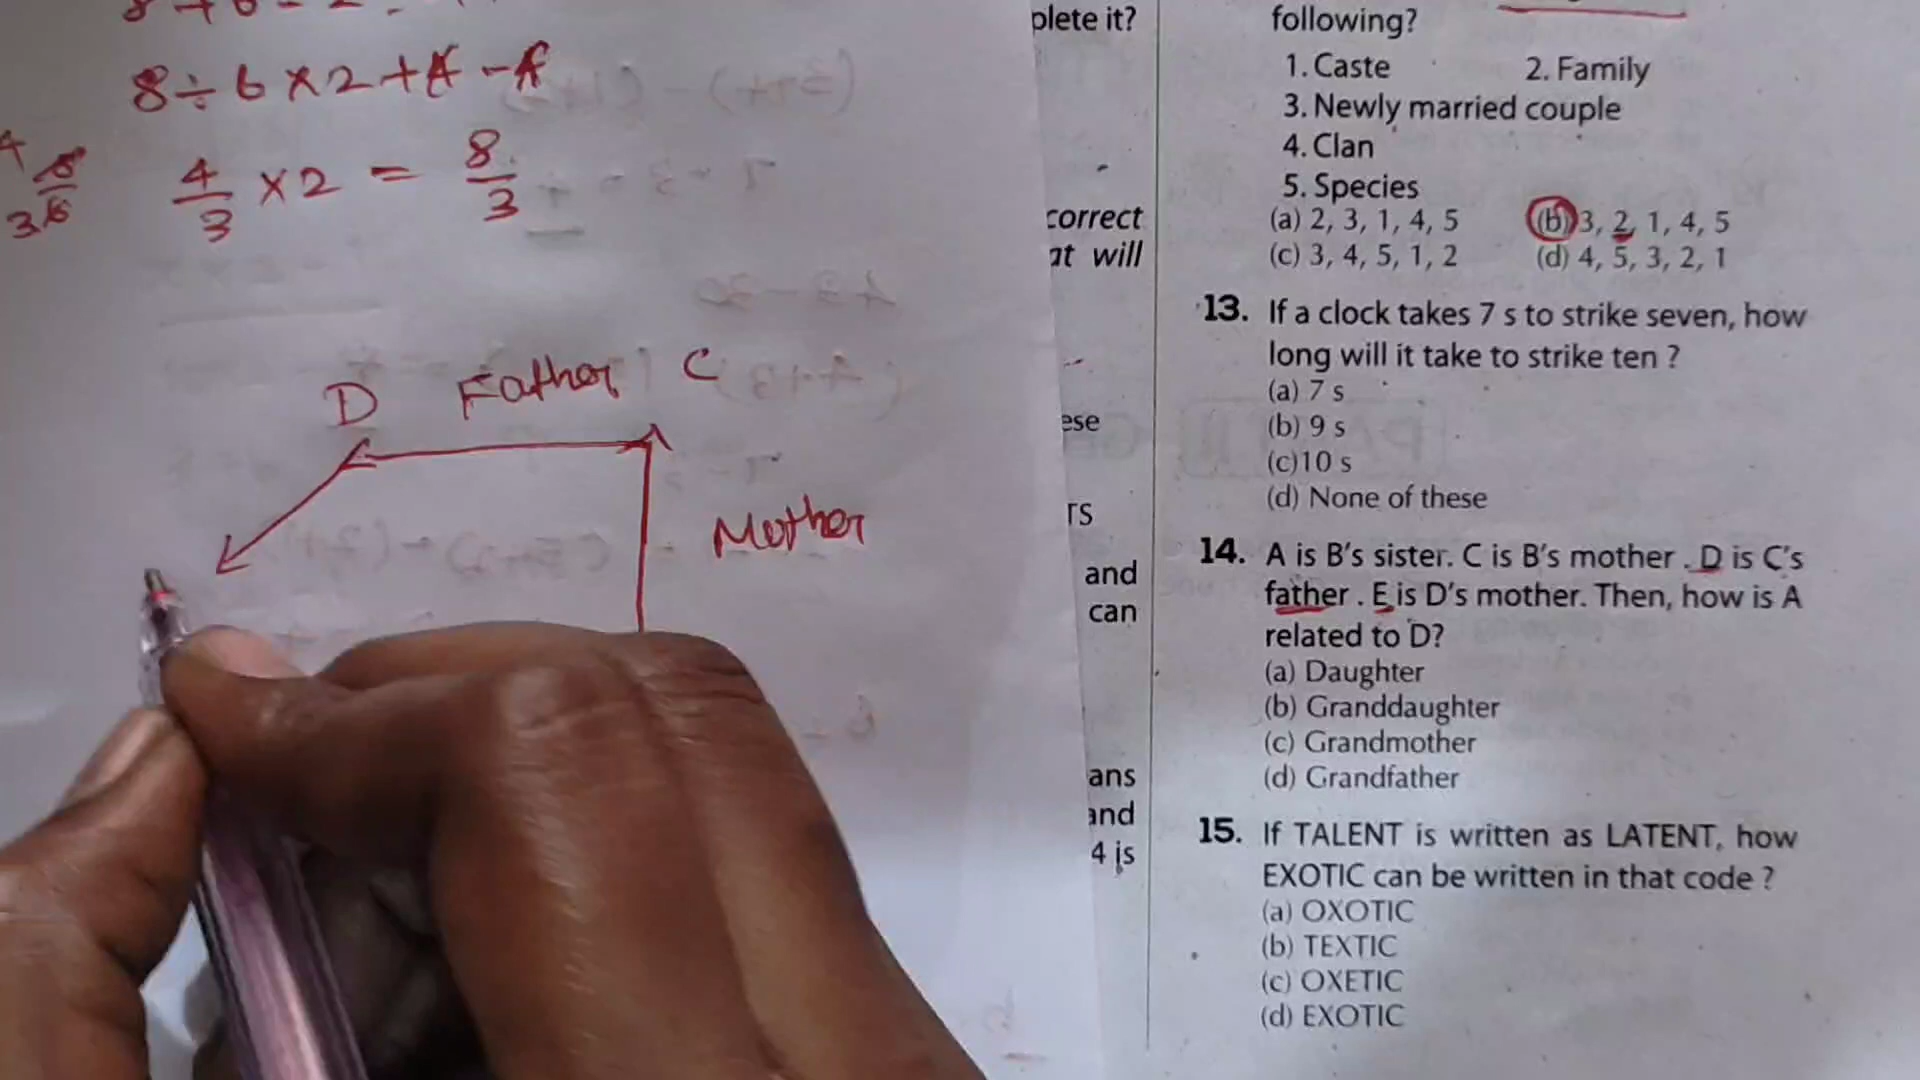 8 ÷ 6 × 2 + 4 - 4
4 8
3 6
4/3 × 2 = 8/3
D Father C
Mother
plete it?
correct
at will
ese
TS
and
can
ans
and
4 is
following?
1. Caste 2. Family
3. Newly married couple
4. Clan
5. Species
(a) 2, 3, 1, 4, 5 (b) 3, 2, 1, 4, 5
(c) 3, 4, 5, 1, 2 (d) 4, 5, 3, 2, 1
13. If a clock takes 7 s to strike seven, how
long will it take to strike ten ?
(a) 7 s
(b) 9 s
(c)10 s
(d) None of these
14. A is B's sister. C is B's mother . D is C's
father . E is D's mother. Then, how is A
related to D?
(a) Daughter
(b) Granddaughter
(c) Grandmother
(d) Grandfather
15. If TALENT is written as LATENT, how
EXOTIC can be written in that code ?
(a) OXOTIC
(b) TEXTIC
(c) OXETIC
(d) EXOTIC